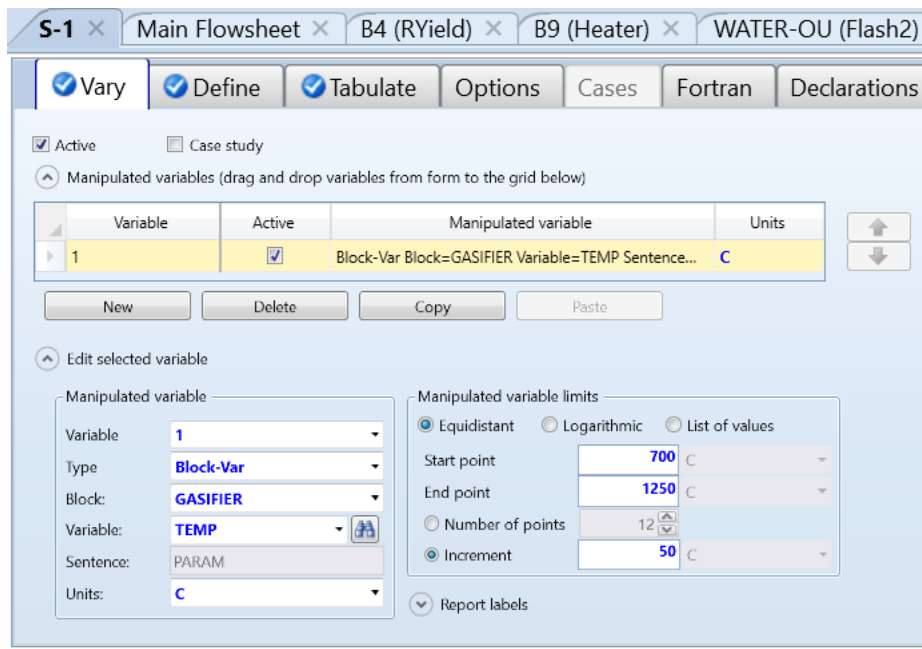 S-1 Main Flowsheet B4 (RYield) B9 (Heater) WATER-OU (Flash2)
Vary Define Tabulate Options Cases Fortran Declarations
Active Case study
Manipulated variables (drag and drop variables from form to the grid below)
Variable Active Manipulated variable Units
1 Block-Var Block=GASIFIER Variable=TEMP Sentence... C
New Delete Copy Paste
Edit selected variable
Manipulated variable
Variable 1
Type Block-Var
Block: GASIFIER
Variable: TEMP
Sentence: PARAM
Units: C
Manipulated variable limits
Equidistant Logarithmic List of values
Start point 700 C
End point 1250 C
Number of points 12
Increment 50 C
Report labels